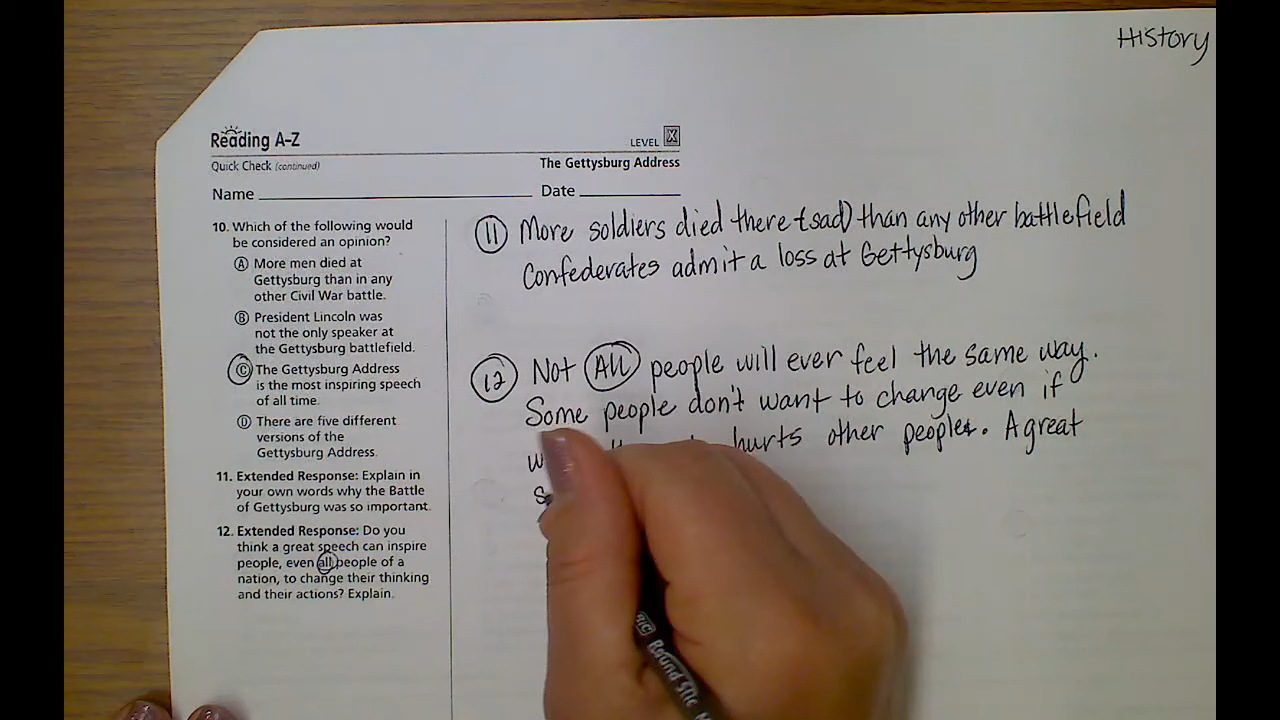 History
Reading A-Z
LEVEL X
Quick Check (continued)
The Gettysburg Address
Name
Date
10. Which of the following would
be considered an opinion?
A More men died at
Gettysburg than in any
other Civil War battle.
B President Lincoln was
not the only speaker at
the Gettysburg battlefield.
C The Gettysburg Address
is the most inspiring speech
of all time.
D There are five different
versions of the
Gettysburg Address.
11. Extended Response: Explain in
your own words why the Battle
of Gettysburg was so important.
12. Extended Response: Do you
think a great speech can inspire
people, even all people of a
nation, to change their thinking
and their actions? Explain.
11 More soldiers died there (sad) than any other battlefield
Confederates admit a loss at Gettysburg
12 Not All people will ever feel the same way.
Some people don't want to change even if
hurts other people. A great
BIC Round Stic